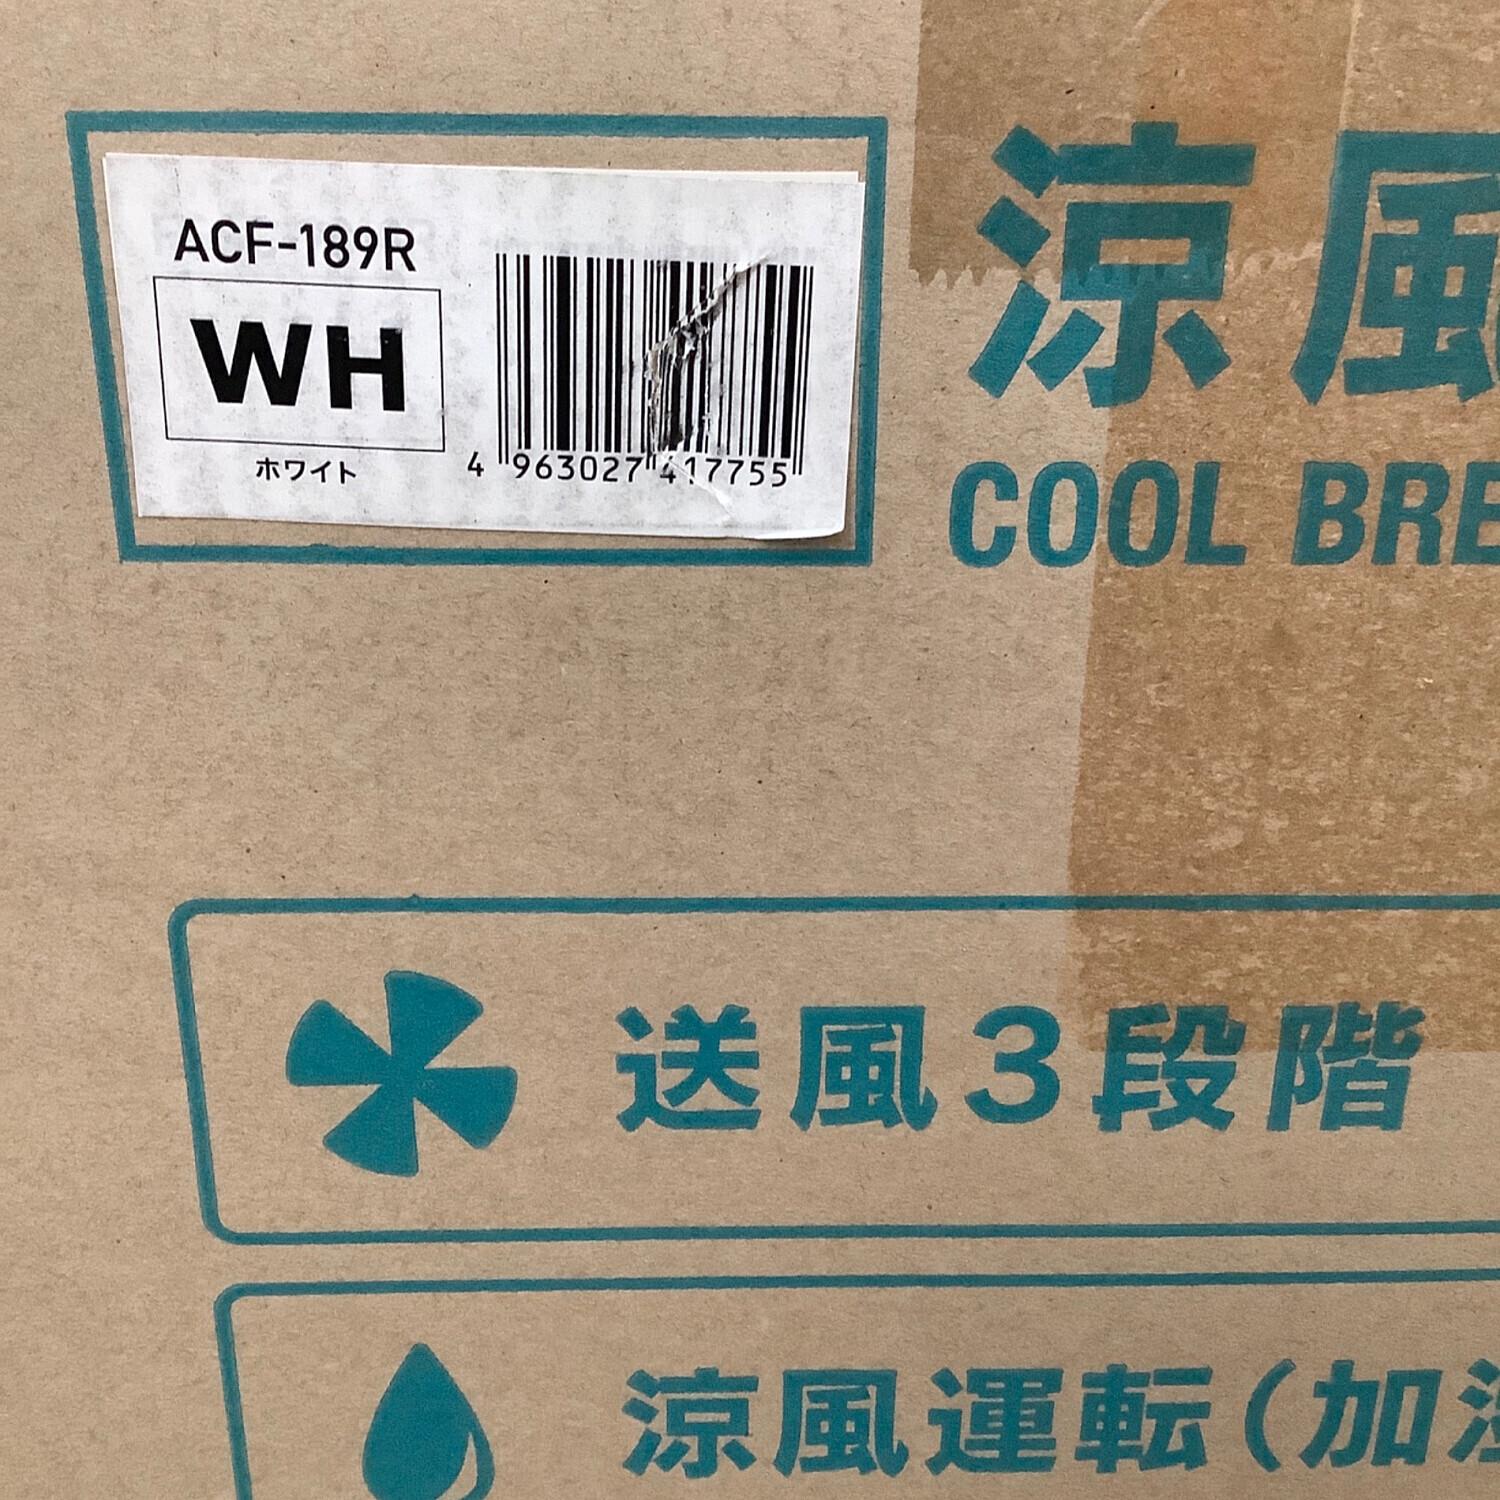 ACF-189R
WH
ホワイト
4 963027 417755
涼風
COOL BRE
送風3段階
涼風運転(加湿